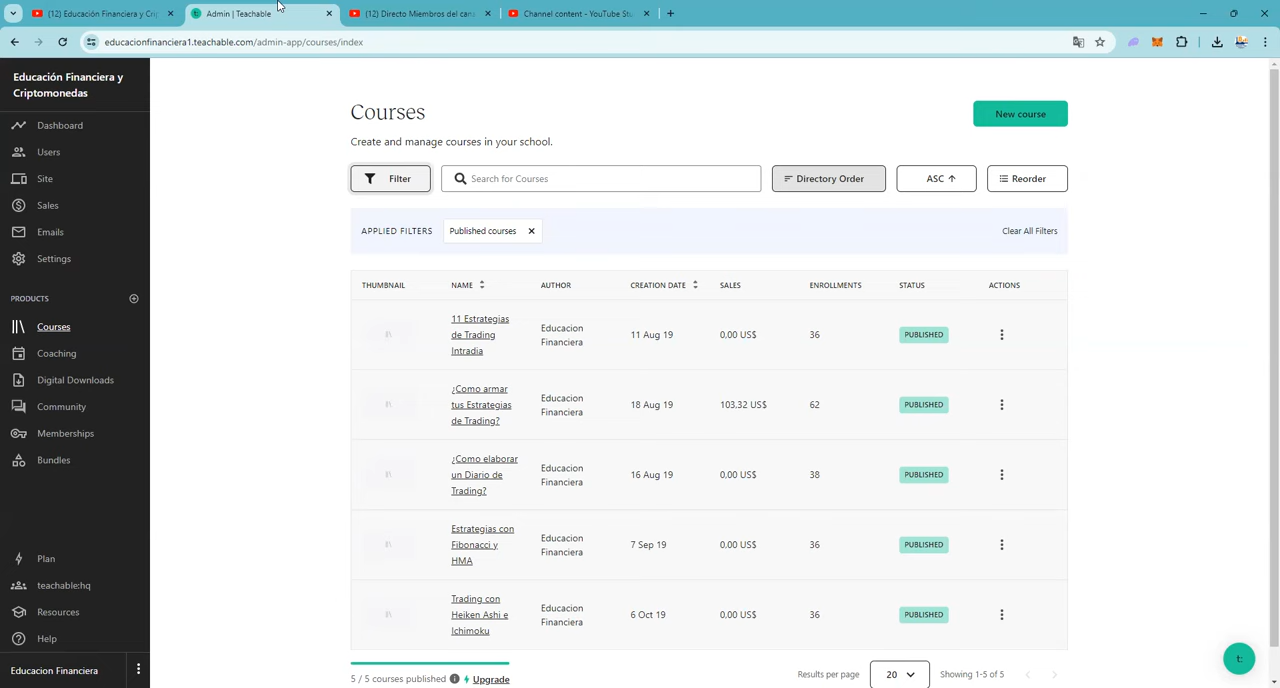 (12) Educación Financiera y Crip
Admin | Teachable
(12) Directo Miembros del cana
Channel content - YouTube Stu
educacionfinanciera1.teachable.com/admin-app/courses/index
Educación Financiera y
Criptomonedas
Dashboard
Users
Site
Sales
Emails
Settings
PRODUCTS
Courses
Coaching
Digital Downloads
Community
Memberships
Bundles
Plan
teachable:hq
Resources
Help
Educacion Financiera
Courses
New course
Create and manage courses in your school.
Filter
Search for Courses
Directory Order
ASC
Reorder
APPLIED FILTERS
Published courses
Clear All Filters
THUMBNAIL NAME AUTHOR CREATION DATE SALES ENROLLMENTS STATUS ACTIONS
11 Estrategias
de Trading
Intradia
Educacion
Financiera
11 Aug 19
0,00 US$
36
PUBLISHED
¿Como armar
tus Estrategias
de Trading?
Educacion
Financiera
18 Aug 19
103,32 US$
62
PUBLISHED
¿Como elaborar
un Diario de
Trading?
Educacion
Financiera
16 Aug 19
0,00 US$
38
PUBLISHED
Estrategias con
Fibonacci y
HMA
Educacion
Financiera
7 Sep 19
0,00 US$
36
PUBLISHED
Trading con
Heiken Ashi e
Ichimoku
Educacion
Financiera
6 Oct 19
0,00 US$
36
PUBLISHED
5 / 5 courses published
Upgrade
Results per page
20
Showing 1-5 of 5
t: